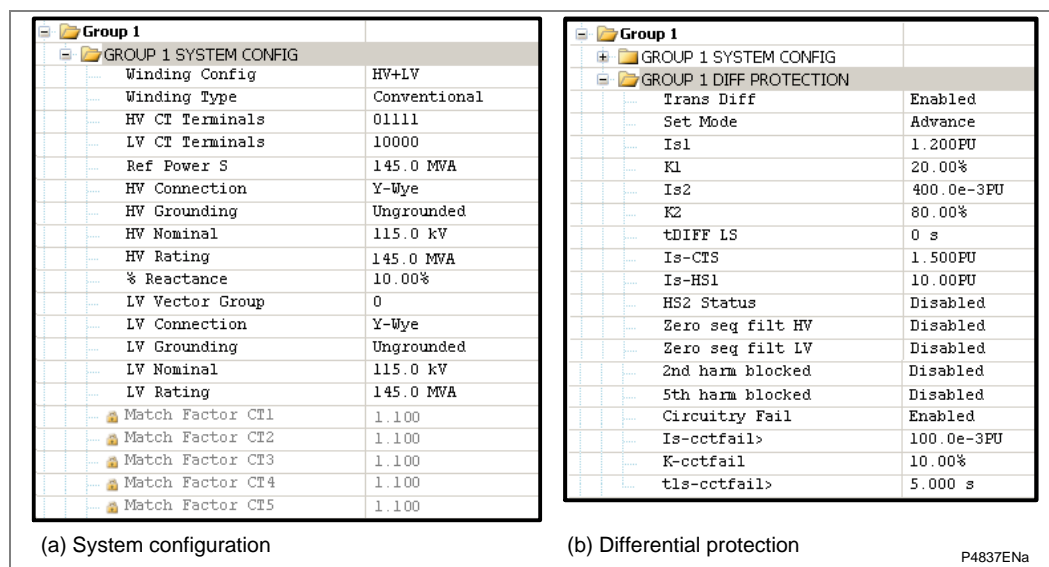 Group 1
GROUP 1 SYSTEM CONFIG
Winding Config HV+LV
Winding Type Conventional
HV CT Terminals 01111
LV CT Terminals 10000
Ref Power S 145.0 MVA
HV Connection Y-Wye
HV Grounding Ungrounded
HV Nominal 115.0 kV
HV Rating 145.0 MVA
% Reactance 10.00%
LV Vector Group 0
LV Connection Y-Wye
LV Grounding Ungrounded
LV Nominal 115.0 kV
LV Rating 145.0 MVA
Match Factor CT1 1.100
Match Factor CT2 1.100
Match Factor CT3 1.100
Match Factor CT4 1.100
Match Factor CT5 1.100
(a) System configuration
Group 1
GROUP 1 SYSTEM CONFIG
GROUP 1 DIFF PROTECTION
Trans Diff Enabled
Set Mode Advance
Is1 1.200PU
K1 20.00%
Is2 400.0e-3PU
K2 80.00%
tDIFF LS 0 s
Is-CTS 1.500PU
Is-HS1 10.00PU
HS2 Status Disabled
Zero seq filt HV Disabled
Zero seq filt LV Disabled
2nd harm blocked Disabled
5th harm blocked Disabled
Circuitry Fail Enabled
Is-cctfail> 100.0e-3PU
K-cctfail 10.00%
tIs-cctfail> 5.000 s
(b) Differential protection
P4837ENa